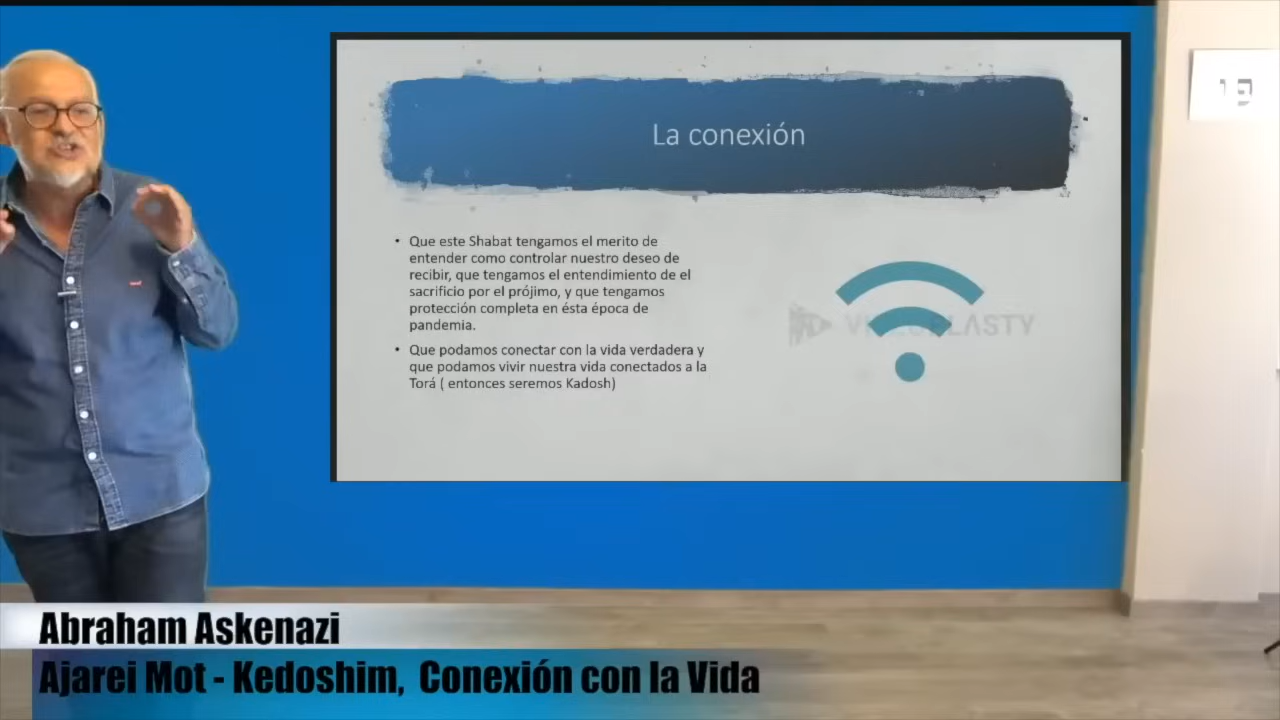 La conexión
• Que este Shabat tengamos el merito de
entender como controlar nuestro deseo de
recibir, que tengamos el entendimiento de el
sacrificio por el prójimo, y que tengamos
protección completa en ésta época de
pandemia.
• Que podamos conectar con la vida verdadera y
que podamos vivir nuestra vida conectados a la
Torá ( entonces seremos Kadosh)
Abraham Askenazi
Ajarei Mot - Kedoshim, Conexión con la Vida